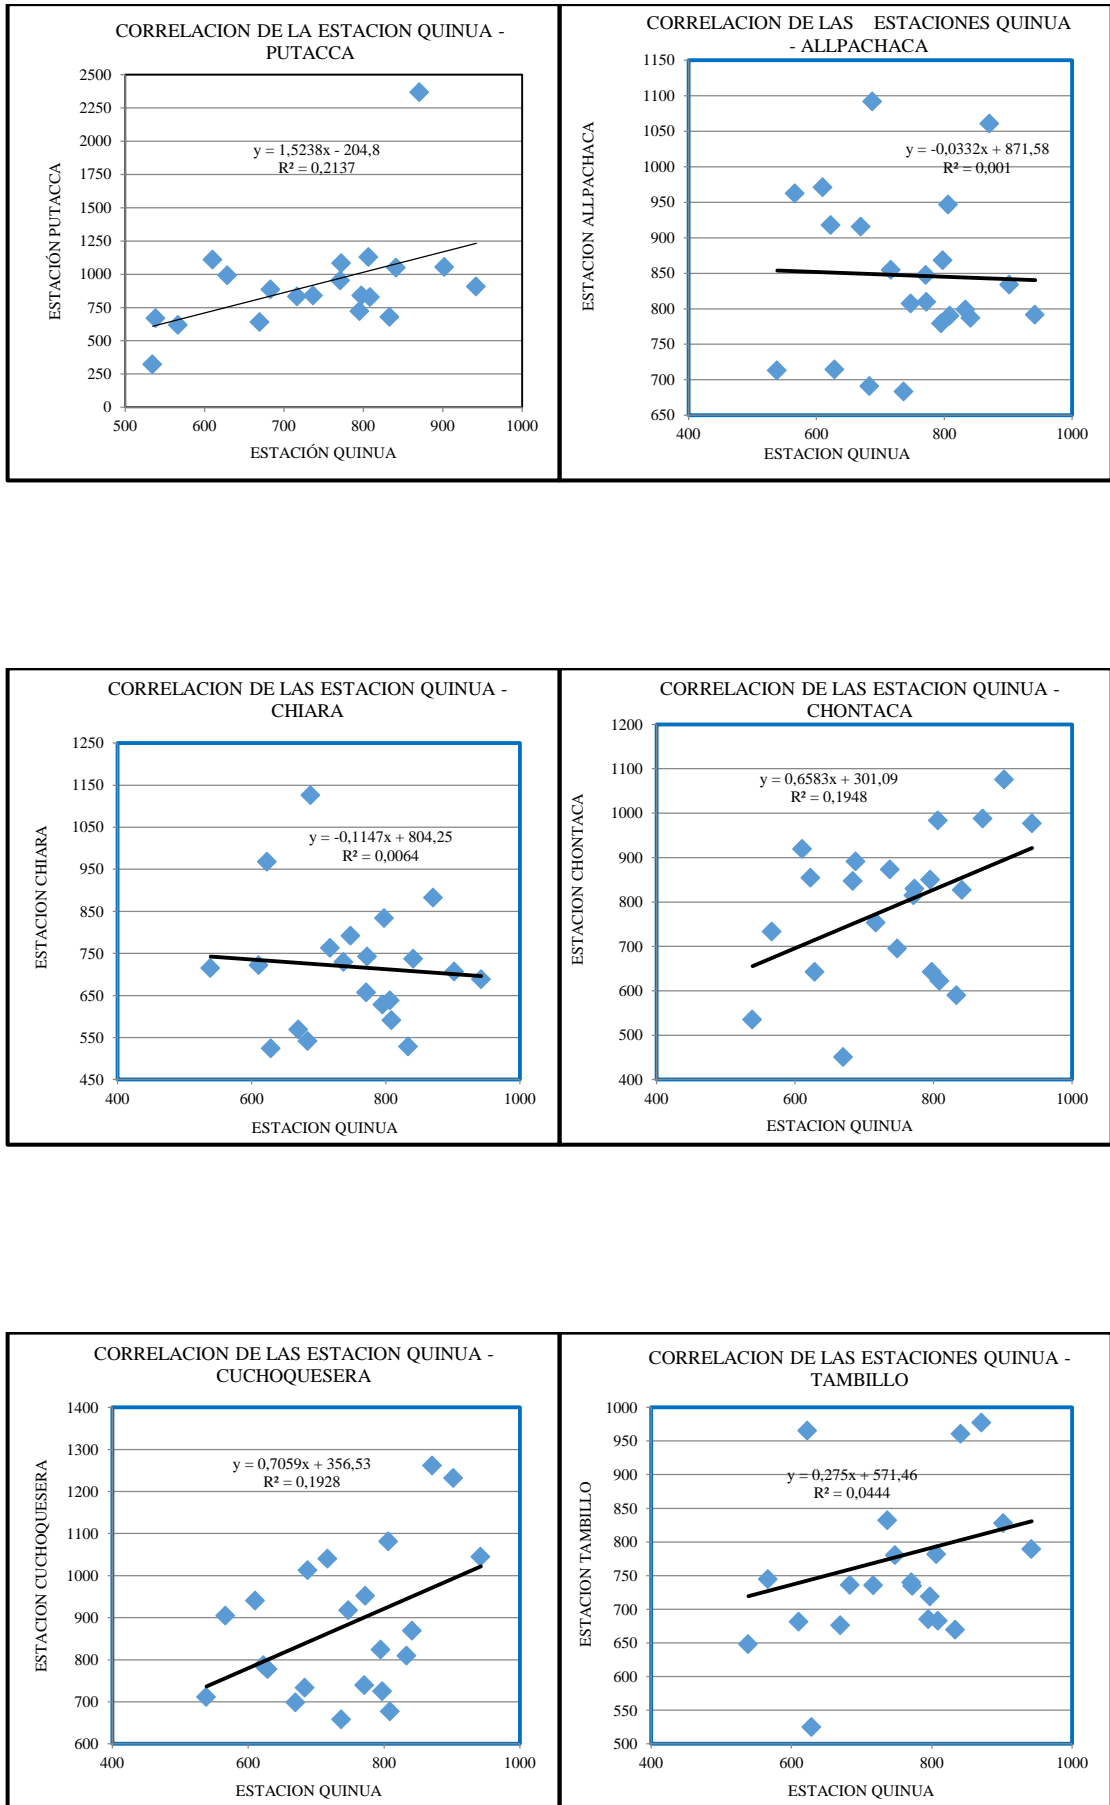 CORRELACION DE LA ESTACION QUINUA -
PUTACCA
2500
2250
2000
1750
1500
1250
1000
750
500
250
0
500 600 700 800 900 1000
y = 1,5238x - 204,8
R² = 0,2137
ESTACIÓN PUTACCA
ESTACIÓN QUINUA
CORRELACION DE LAS ESTACIONES QUINUA
- ALLPACHACA
1150
1100
1050
1000
950
900
850
800
750
700
650
400 600 800 1000
y = -0,0332x + 871,58
R² = 0,001
ESTACION ALLPACHACA
ESTACION QUINUA
CORRELACION DE LAS ESTACION QUINUA -
CHIARA
1250
1150
1050
950
850
750
650
550
450
400 600 800 1000
y = -0,1147x + 804,25
R² = 0,0064
ESTACION CHIARA
ESTACION QUINUA
CORRELACION DE LAS ESTACION QUINUA -
CHONTACA
1200
1100
1000
900
800
700
600
500
400
400 600 800 1000
y = 0,6583x + 301,09
R² = 0,1948
ESTACION CHONTACA
ESTACION QUINUA
CORRELACION DE LAS ESTACION QUINUA -
CUCHOQUESERA
1400
1300
1200
1100
1000
900
800
700
600
400 600 800 1000
y = 0,7059x + 356,53
R² = 0,1928
ESTACION CUCHOQUESERA
ESTACION QUINUA
CORRELACION DE LAS ESTACIONES QUINUA -
TAMBILLO
1000
950
900
850
800
750
700
650
600
550
500
400 600 800 1000
y = 0,275x + 571,46
R² = 0,0444
ESTACION TAMBILLO
ESTACION QUINUA